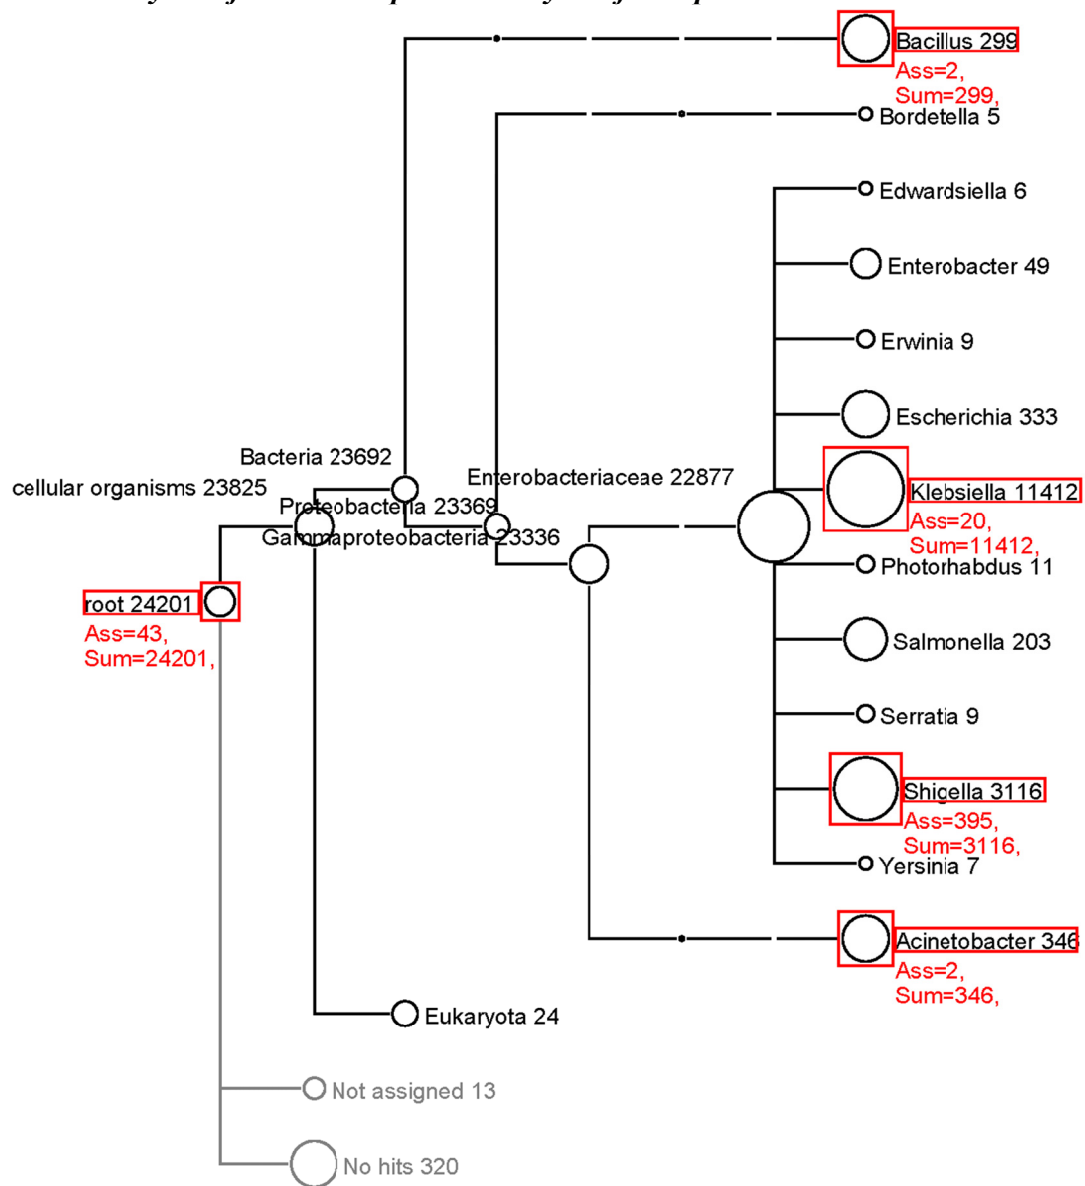 Bacillus 299
Ass=2,
Sum=299,
Bordetella 5
Edwardsiella 6
Enterobacter 49
Erwinia 9
Escherichia 333
Bacteria 23692
Enterobacteriaceae 22877
cellular organisms 23825
Klebsiella 11412
Proteobacteria 23369
Ass=20,
Gammaproteobacteria 23336
Sum=11412,
Photorhabdus 11
root 24201
Ass=43,
Salmonella 203
Sum=24201,
Serratia 9
Shigella 3116
Ass=395,
Sum=3116,
Yersinia 7
Acinetobacter 346
Ass=2,
Sum=346,
Eukaryota 24
Not assigned 13
No hits 320